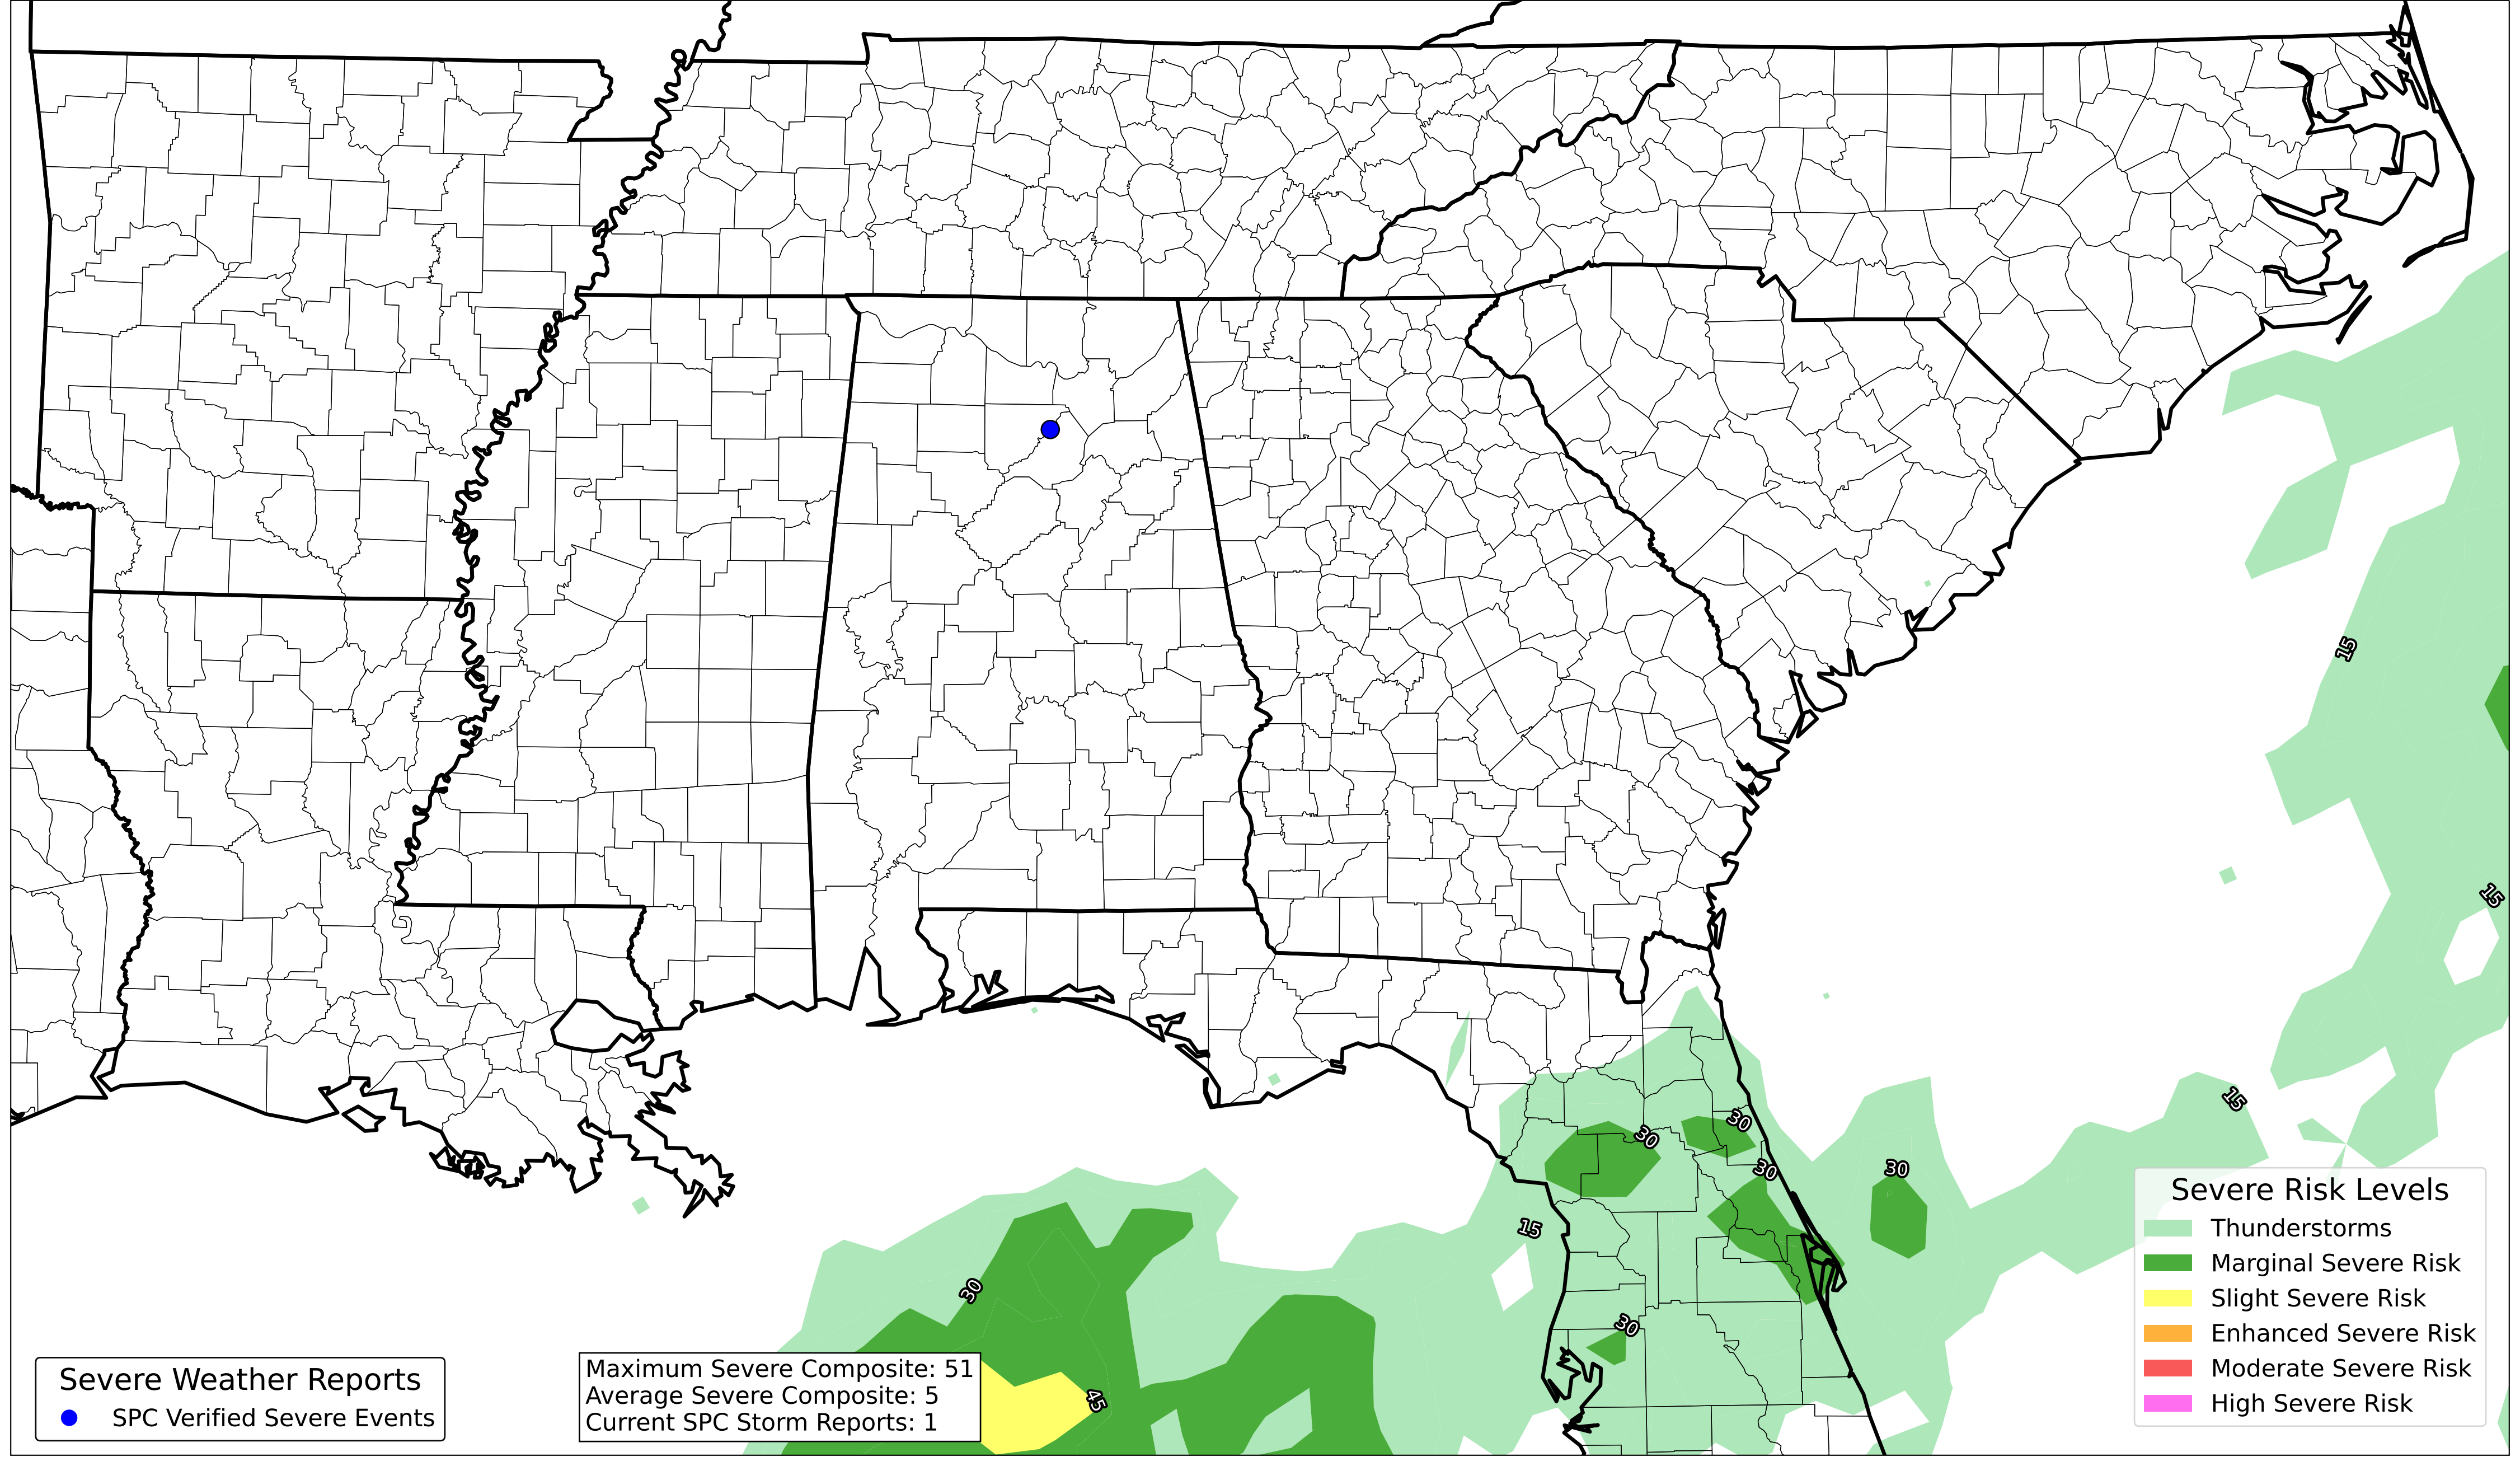 15
15
15
30
30
30
30
15
30
30
45
Severe Risk Levels
Thunderstorms
Marginal Severe Risk
Slight Severe Risk
Enhanced Severe Risk
Moderate Severe Risk
High Severe Risk
Severe Weather Reports
SPC Verified Severe Events
Maximum Severe Composite: 51
Average Severe Composite: 5
Current SPC Storm Reports: 1